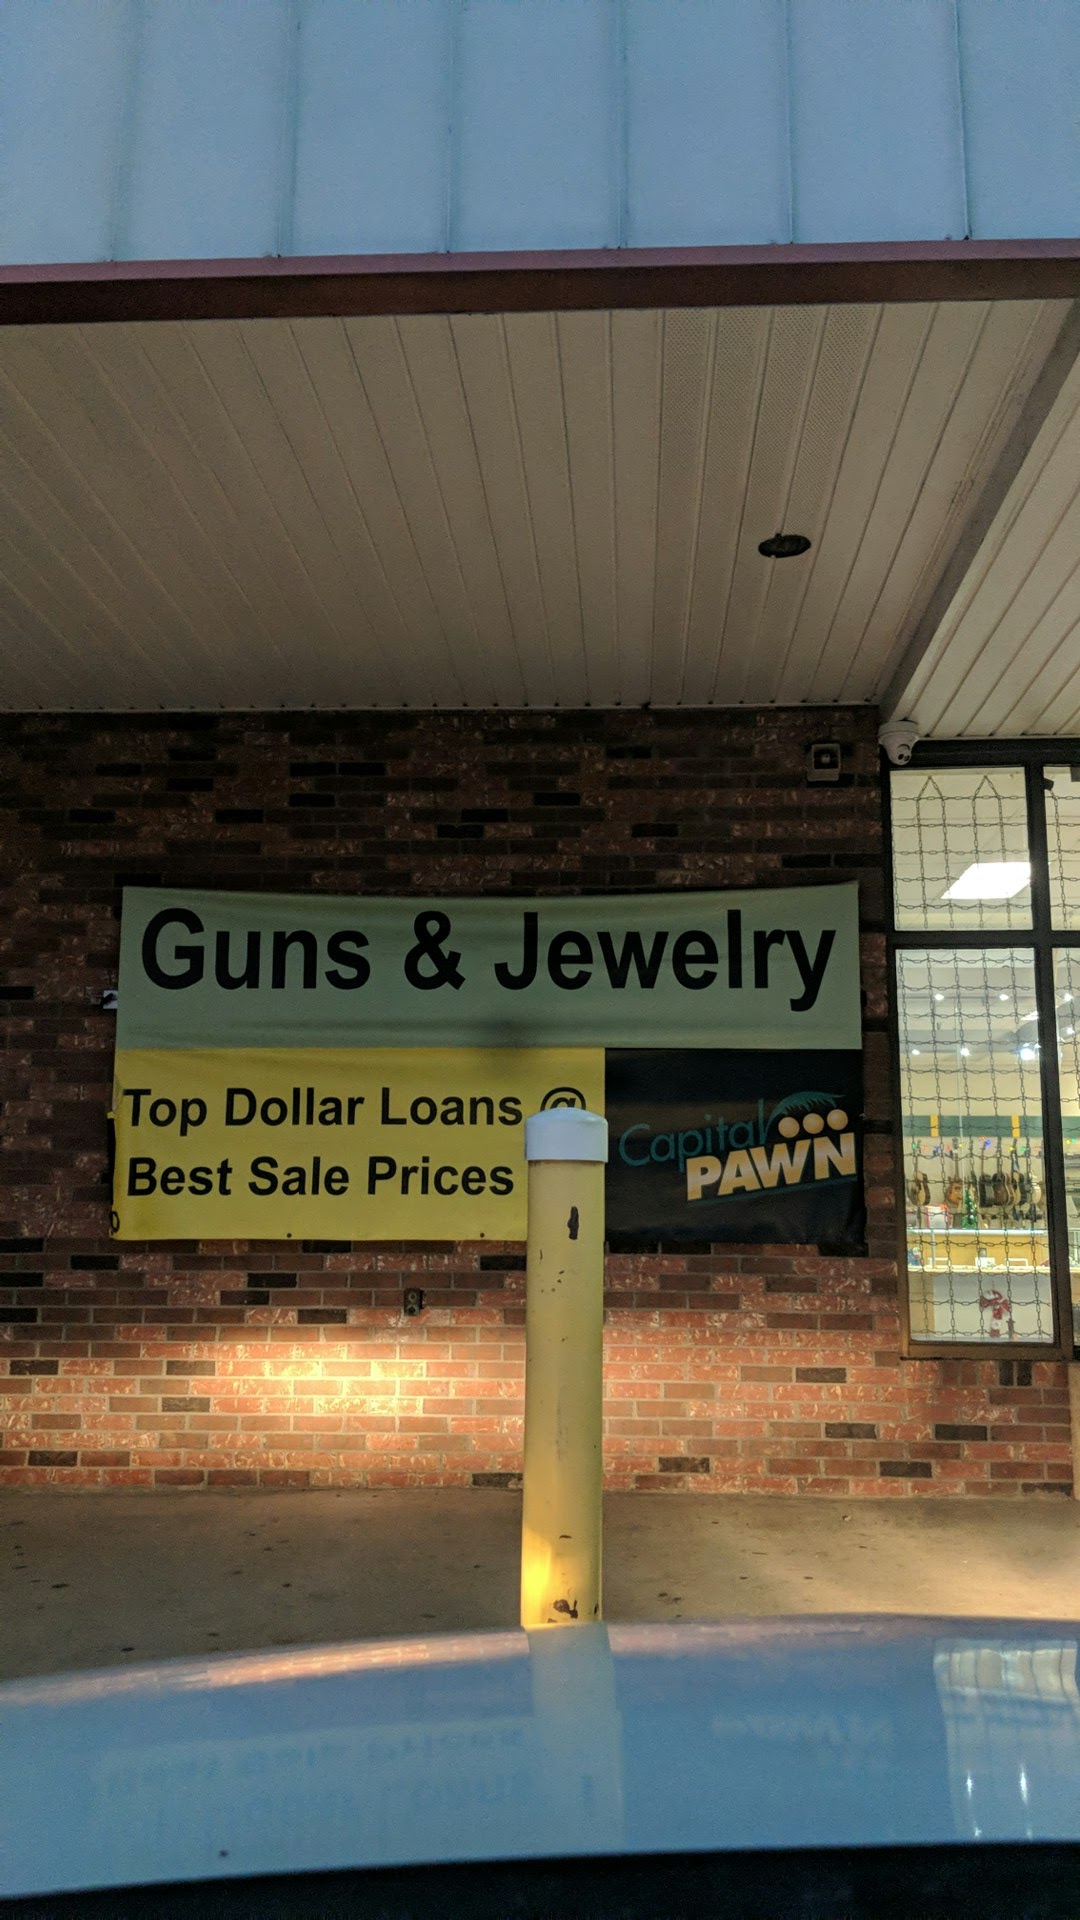 Guns & Jewelry
Top Dollar Loans @
Best Sale Prices
Capital
PAWN